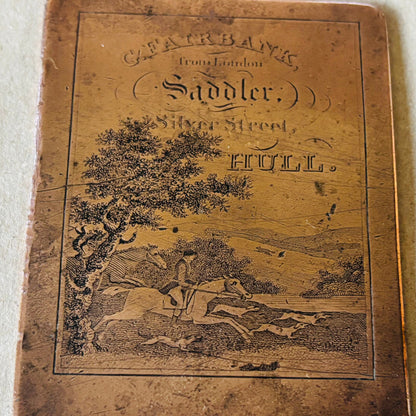 G. FAIRBANK,
from London
Saddler,
Silver Street,
HULL.